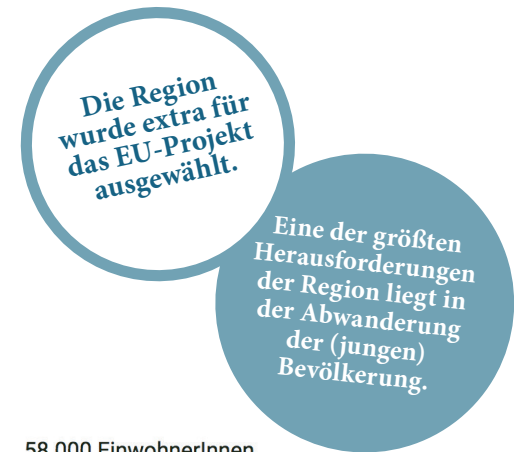 Die Region
wurde extra für
das EU-Projekt
ausgewählt.
Eine der größten
Herausforderungen
der Region liegt in
der Abwanderung
der (jungen)
Bevölkerung.
58.000 EinwohnerInnen